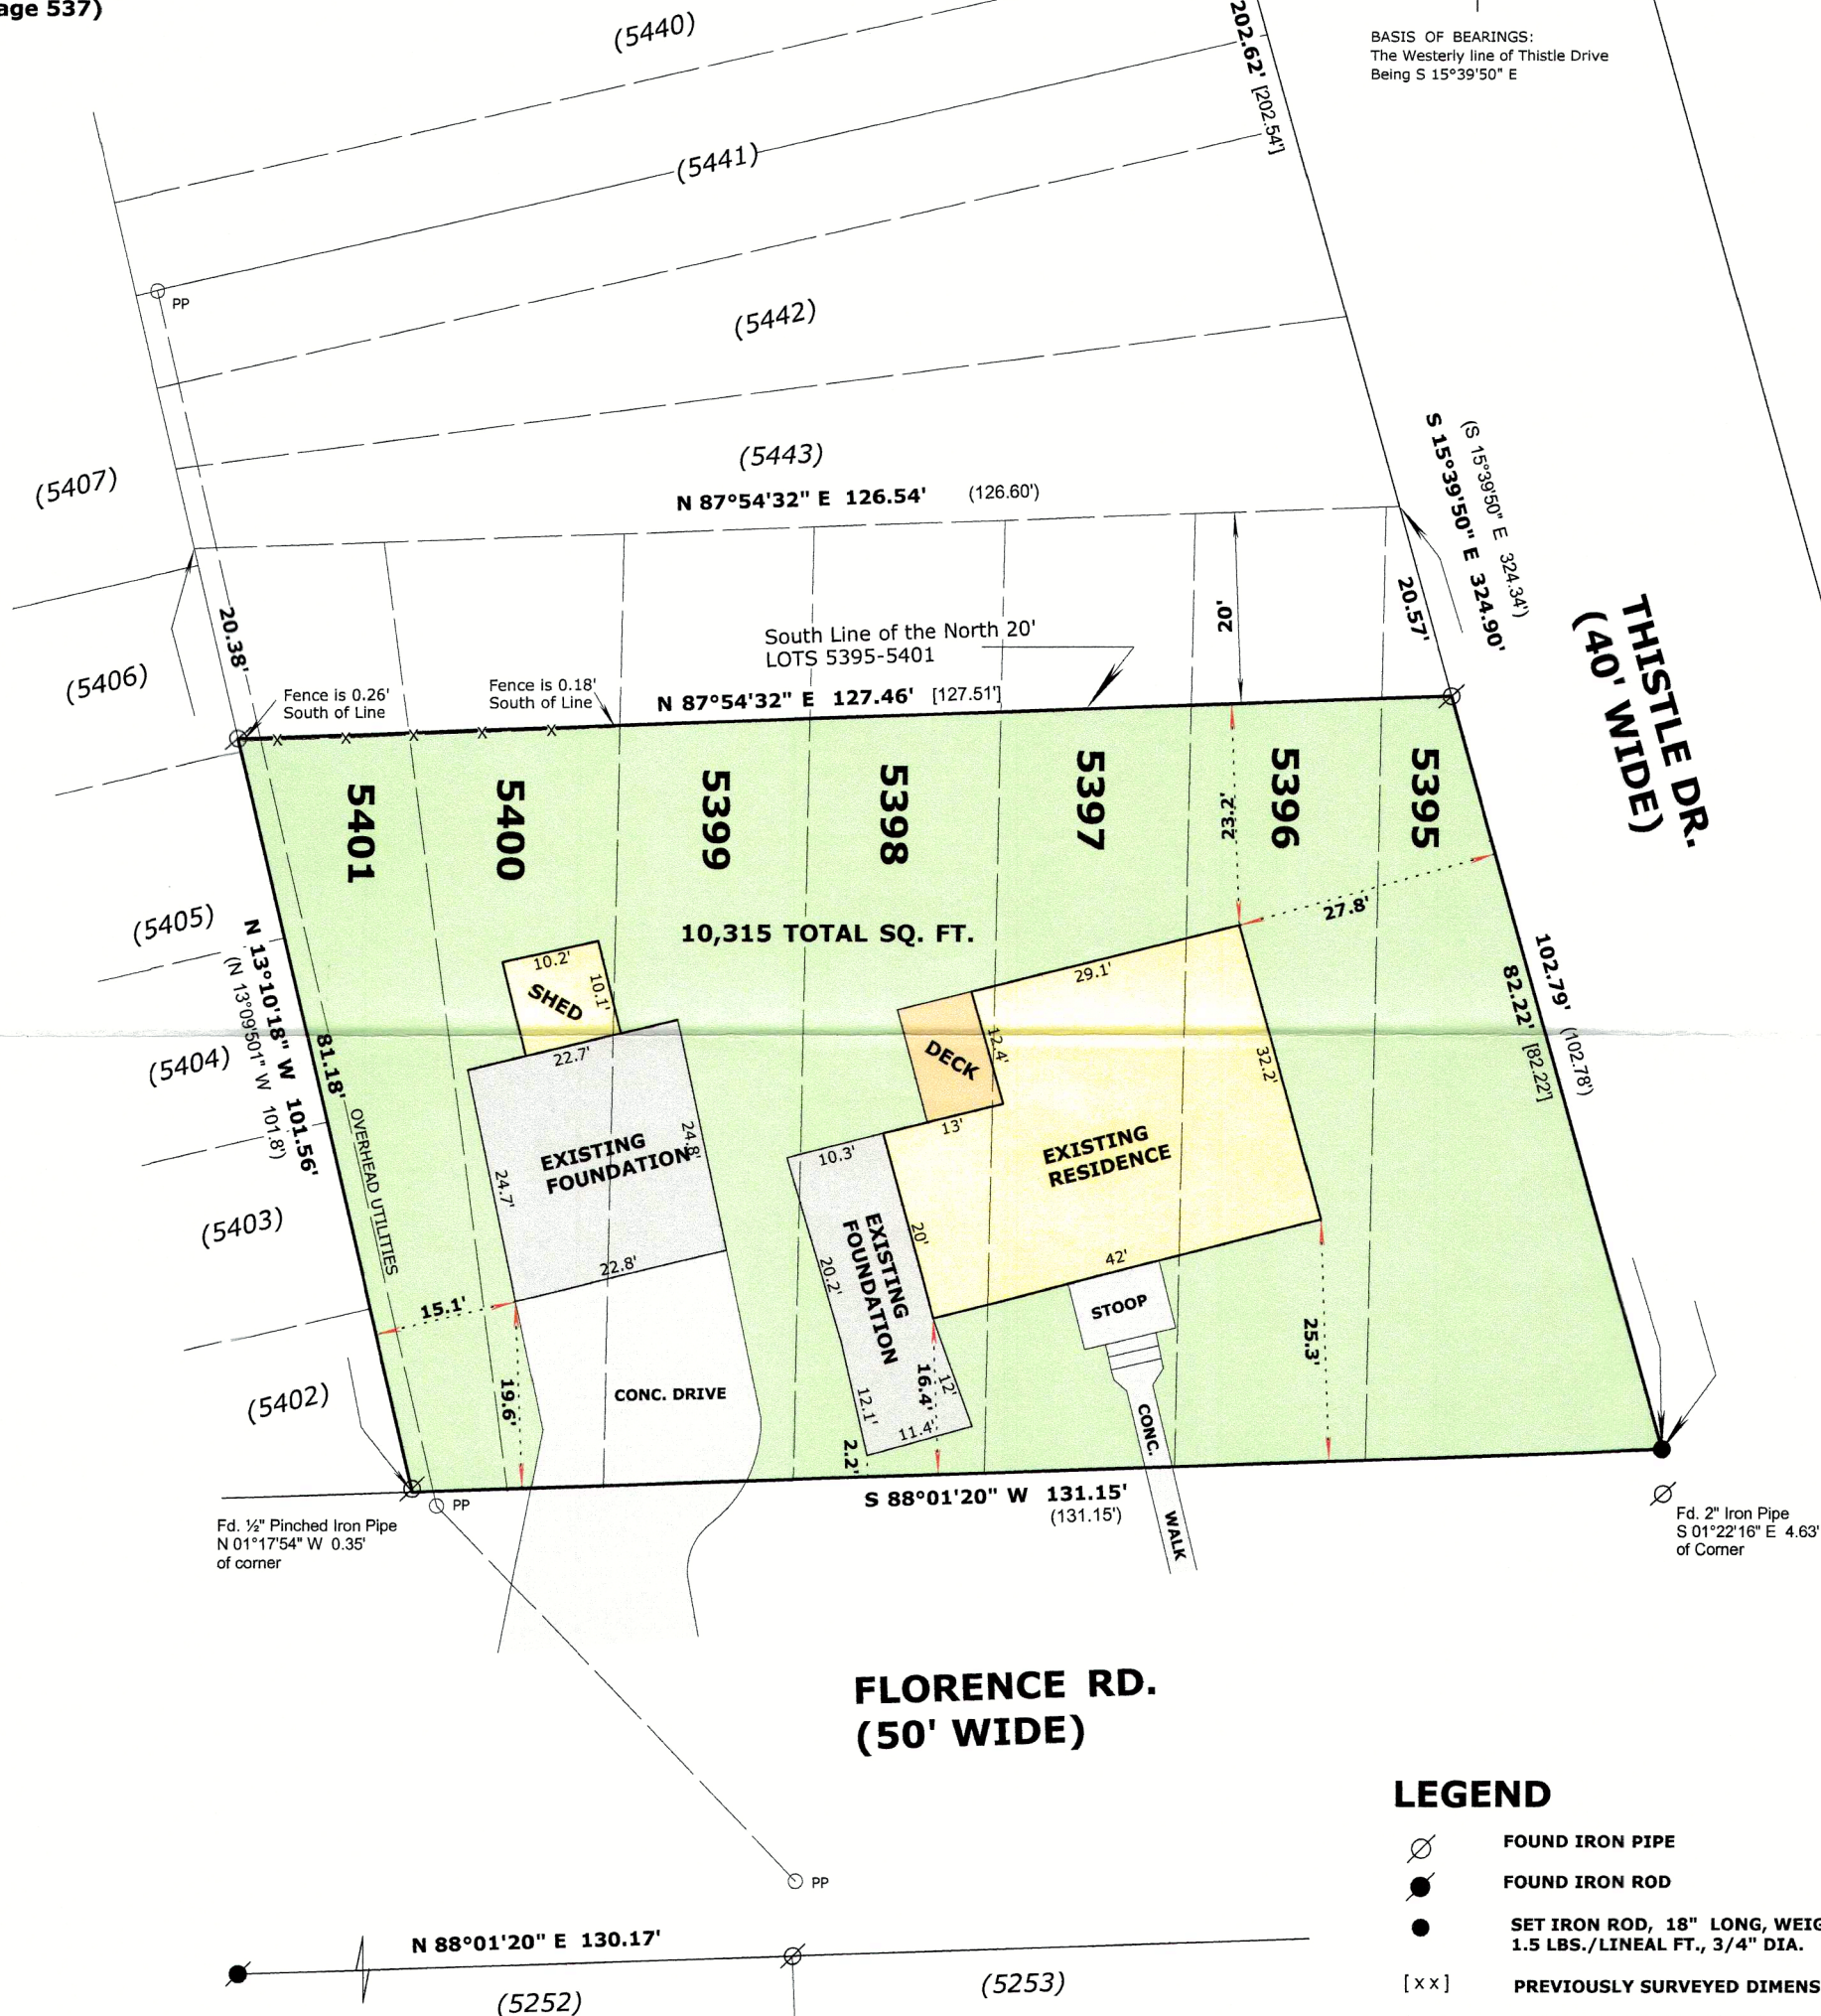 age 537)
(5440)
202.62' [202.54']
BASIS OF BEARINGS:
The Westerly line of Thistle Drive
Being S 15°39'50" E
(5441)
PP
(5442)
(5443)
(5407)
N 87°54'32" E 126.54' (126.60')
S 15°39'50" E 324.90'
(S 15°39'50" E 324.34')
20.38'
20'
20.57'
THISTLE DR.
(40' WIDE)
South Line of the North 20'
LOTS 5395-5401
(5406)
Fence is 0.26'
South of Line
Fence is 0.18'
South of Line
N 87°54'32" E 127.46' [127.51']
5401
5400
5399
5398
5397
5396
5395
23.2'
27.8'
(5405)
10,315 TOTAL SQ. FT.
N 13°10'18" W 101.56'
(N 13°09'501" W 101.8')
81.18'
102.79' (102.78')
82.22' [82.22']
10.2'
10.1'
SHED
29.1'
12.4'
DECK
32.2'
(5404)
22.7'
OVERHEAD UTILITIES
EXISTING
FOUNDATION
24.8'
24.7'
22.8'
13'
10.3'
EXISTING
RESIDENCE
(5403)
EXISTING
FOUNDATION
20'
20.2'
42'
STOOP
15.1'
25.3'
19.6'
CONC. DRIVE
16.4'
12'
12.1'
11.4'
2.2'
CONC.
WALK
(5402)
PP
S 88°01'20" W 131.15'
(131.15')
Fd. ½" Pinched Iron Pipe
N 01°17'54" W 0.35'
of corner
Fd. 2" Iron Pipe
S 01°22'16" E 4.63'
of Corner
FLORENCE RD.
(50' WIDE)
LEGEND
FOUND IRON PIPE
FOUND IRON ROD
SET IRON ROD, 18" LONG, WEIG
1.5 LBS./LINEAL FT., 3/4" DIA.
[xx] PREVIOUSLY SURVEYED DIMENS
PP
N 88°01'20" E 130.17'
(5252)
(5253)